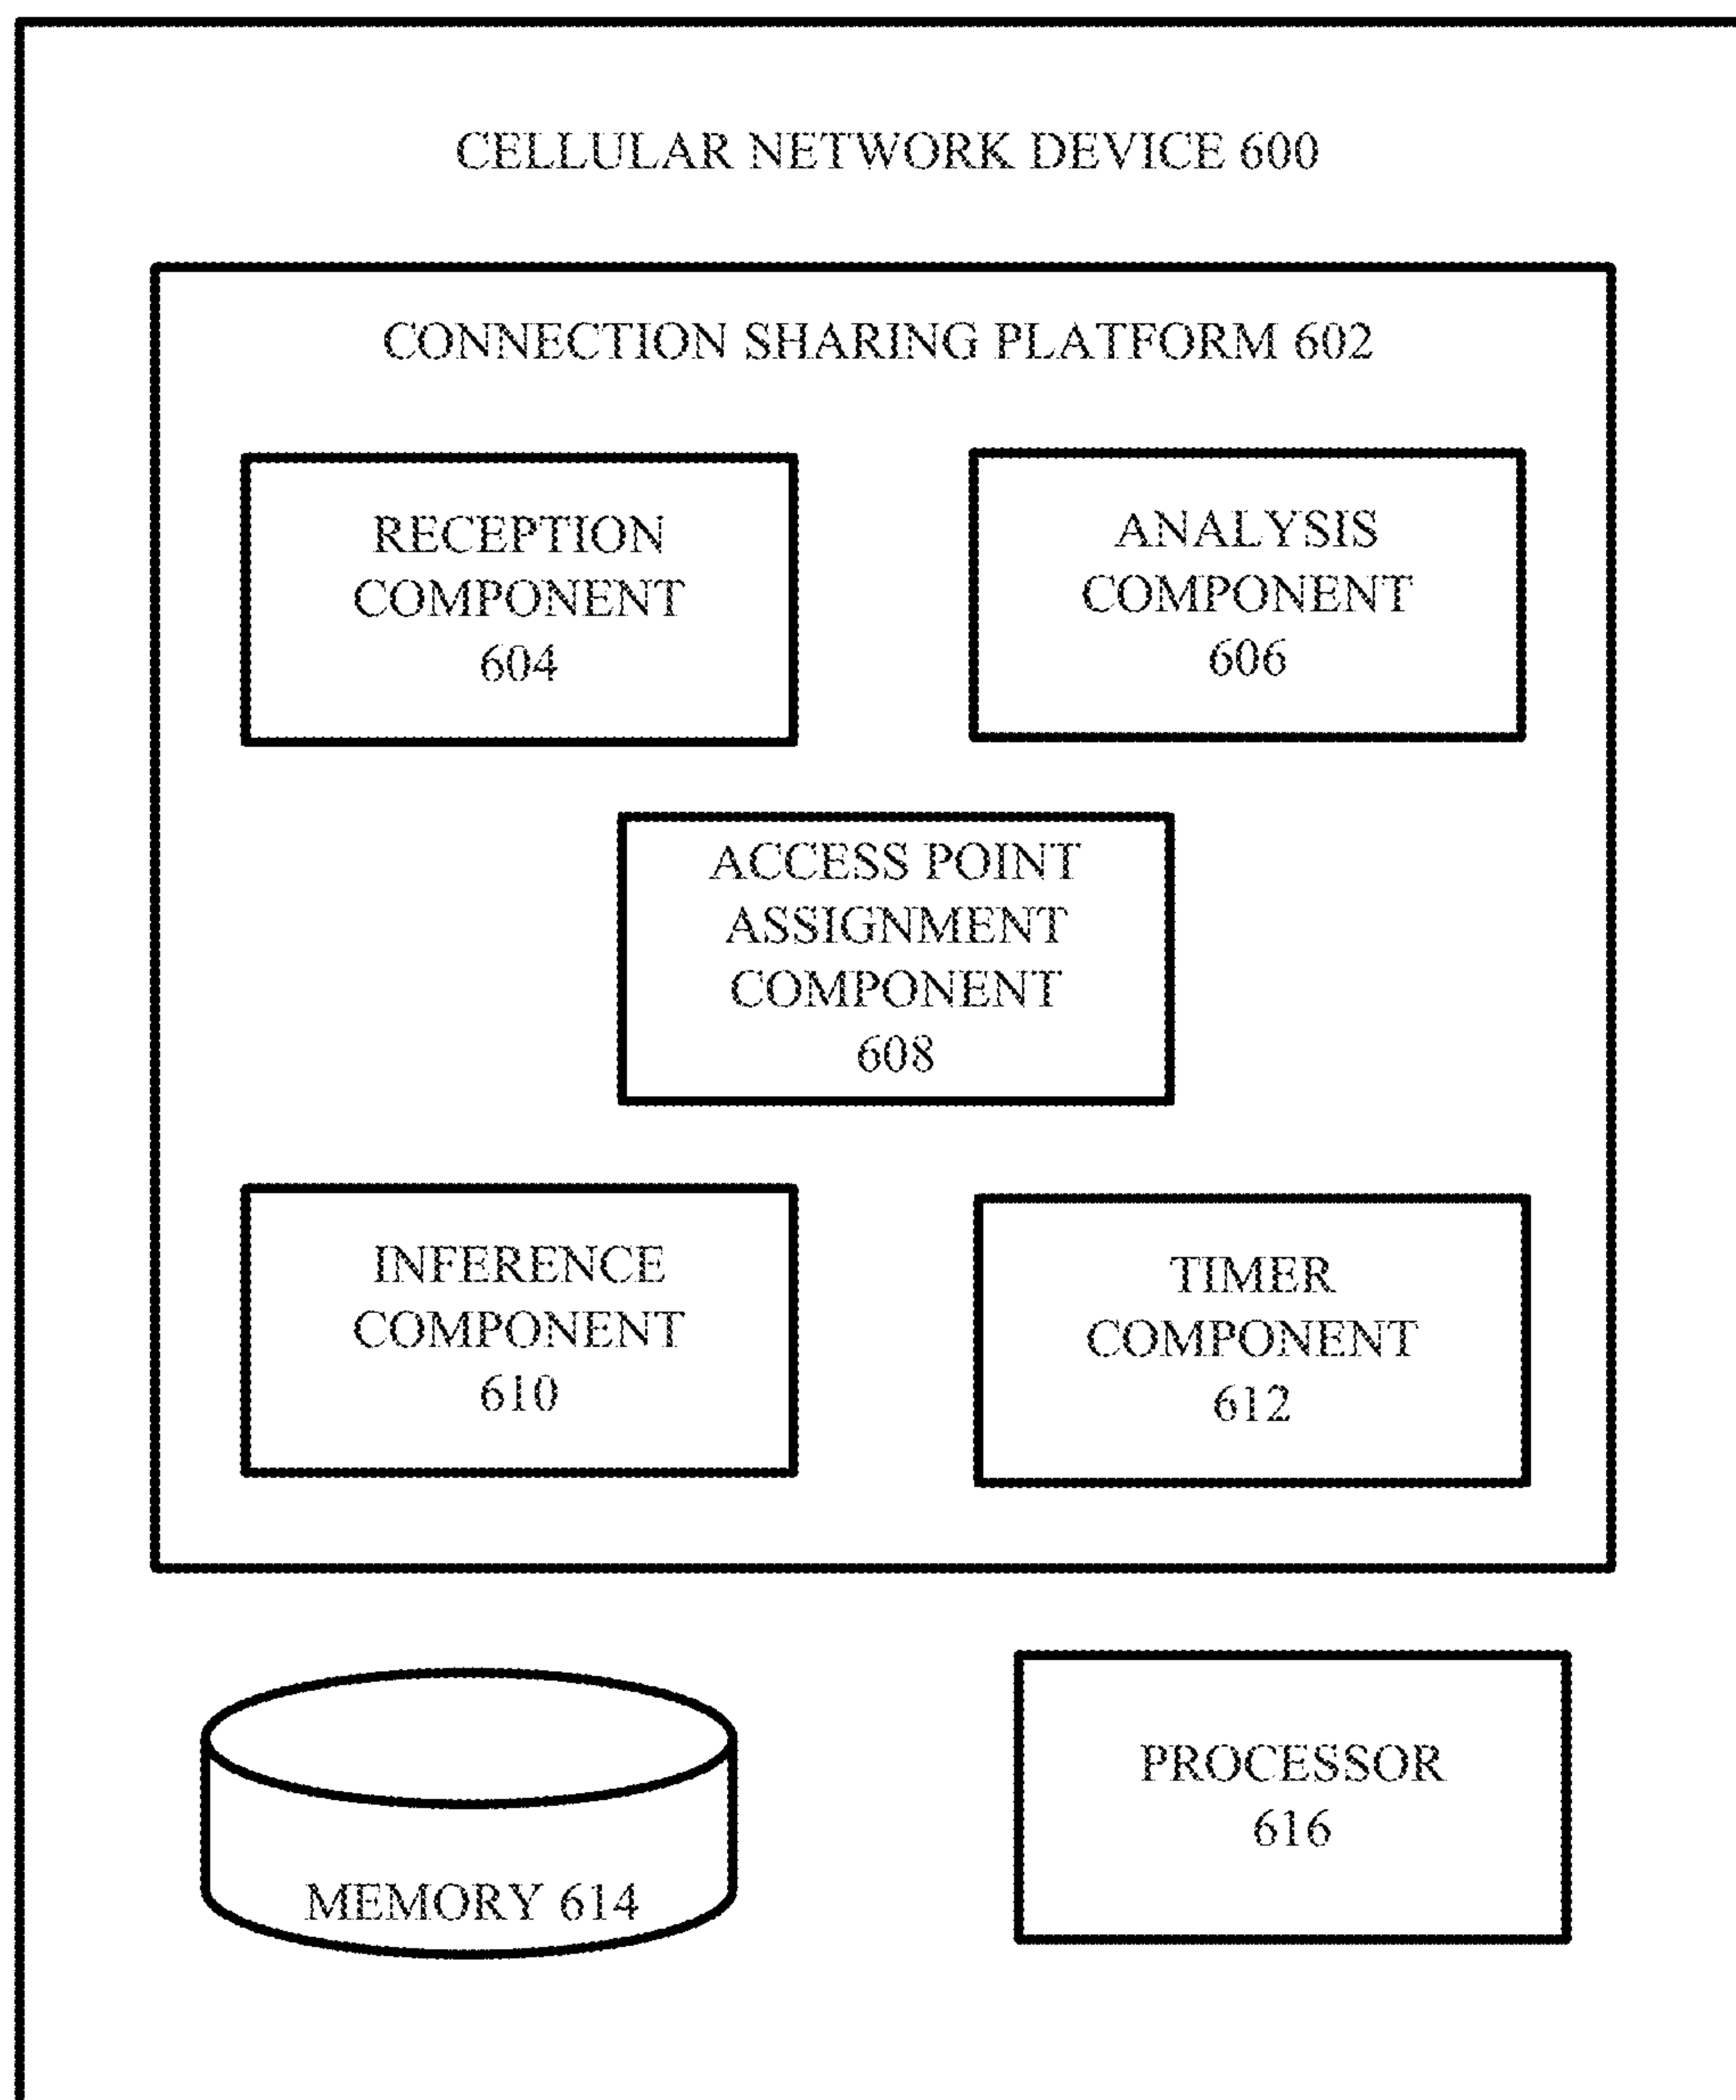 CELLULAR NETWORK DEVICE 600
CONNECTION SHARING PLATFORM 602
RECEPTION
COMPONENT
604
ANALYSIS
COMPONENT
606
ACCESS POINT
ASSIGNMENT
COMPONENT
608
INFERENCE
COMPONENT
610
TIMER
COMPONENT
612
MEMORY 614
PROCESSOR
616